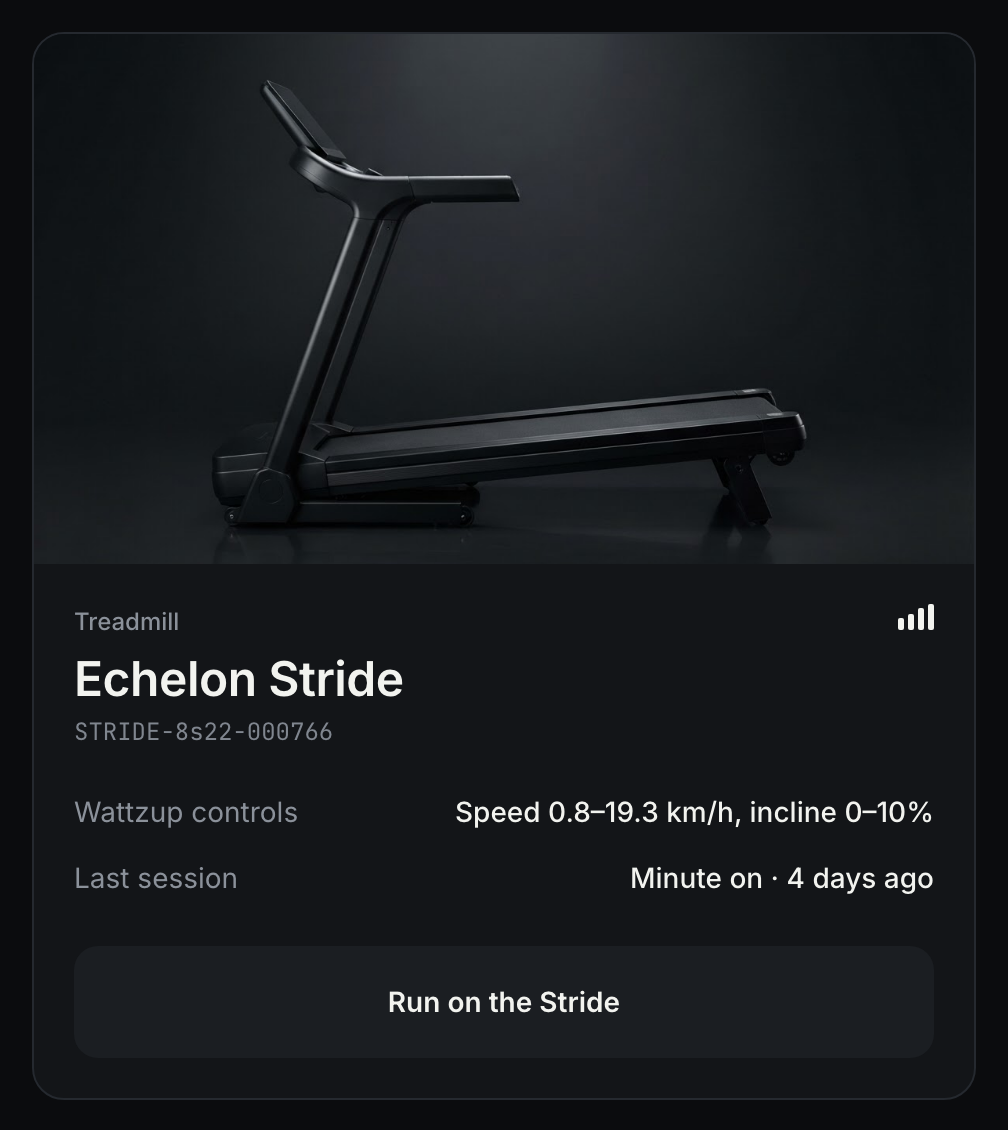 Treadmill
Echelon Stride
STRIDE-8s22-000766
Wattzup controls
Speed 0.8–19.3 km/h, incline 0–10%
Last session
Minute on · 4 days ago
Run on the Stride